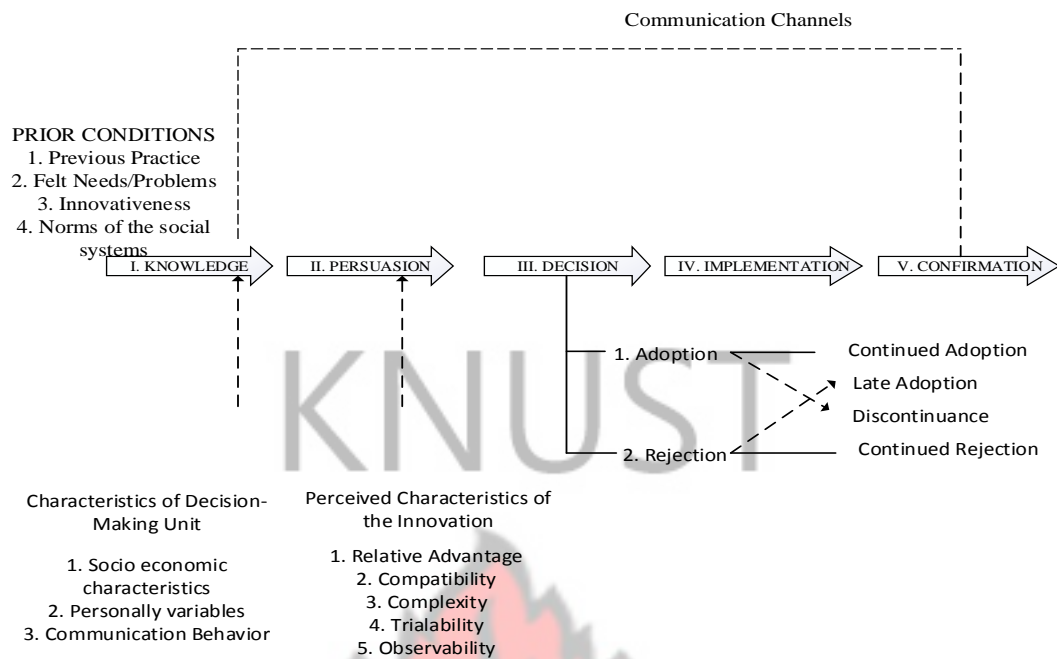 Communication Channels
PRIOR CONDITIONS
1. Previous Practice
2. Felt Needs/Problems
3. Innovativeness
4. Norms of the social
systems
I. KNOWLEDGE
II. PERSUASION
III. DECISION
IV. IMPLEMENTATION
V. CONFIRMATION
1. Adoption
Continued Adoption
Late Adoption
Discontinuance
2. Rejection
Continued Rejection
KNUST
Characteristics of Decision-
Making Unit
1. Socio economic
characteristics
2. Personally variables
3. Communication Behavior
Perceived Characteristics of
the Innovation
1. Relative Advantage
2. Compatibility
3. Complexity
4. Trialability
5. Observability